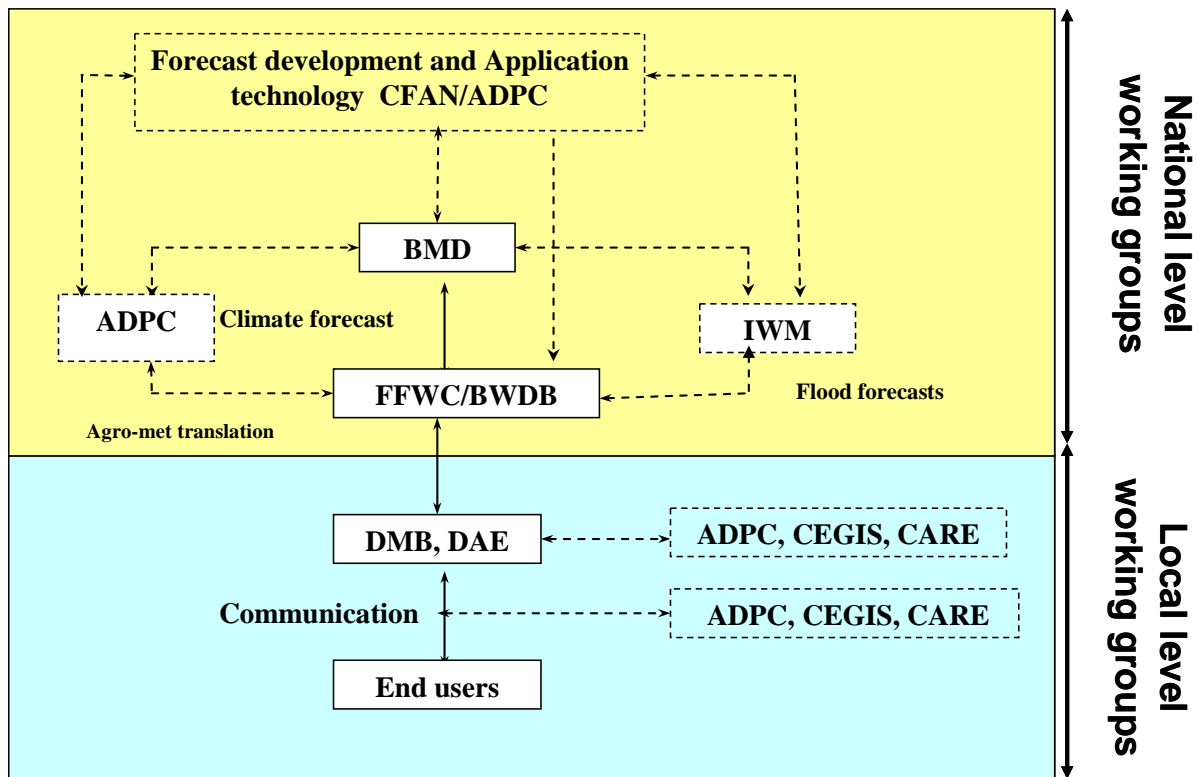 Forecast development and Application
technology CFAN/ADPC
BMD
ADPC
Climate forecast
IWM
FFWC/BWDB
Flood forecasts
Agro-met translation
DMB, DAE
ADPC, CEGIS, CARE
Communication
ADPC, CEGIS, CARE
End users
National level
working groups
Local level
working groups